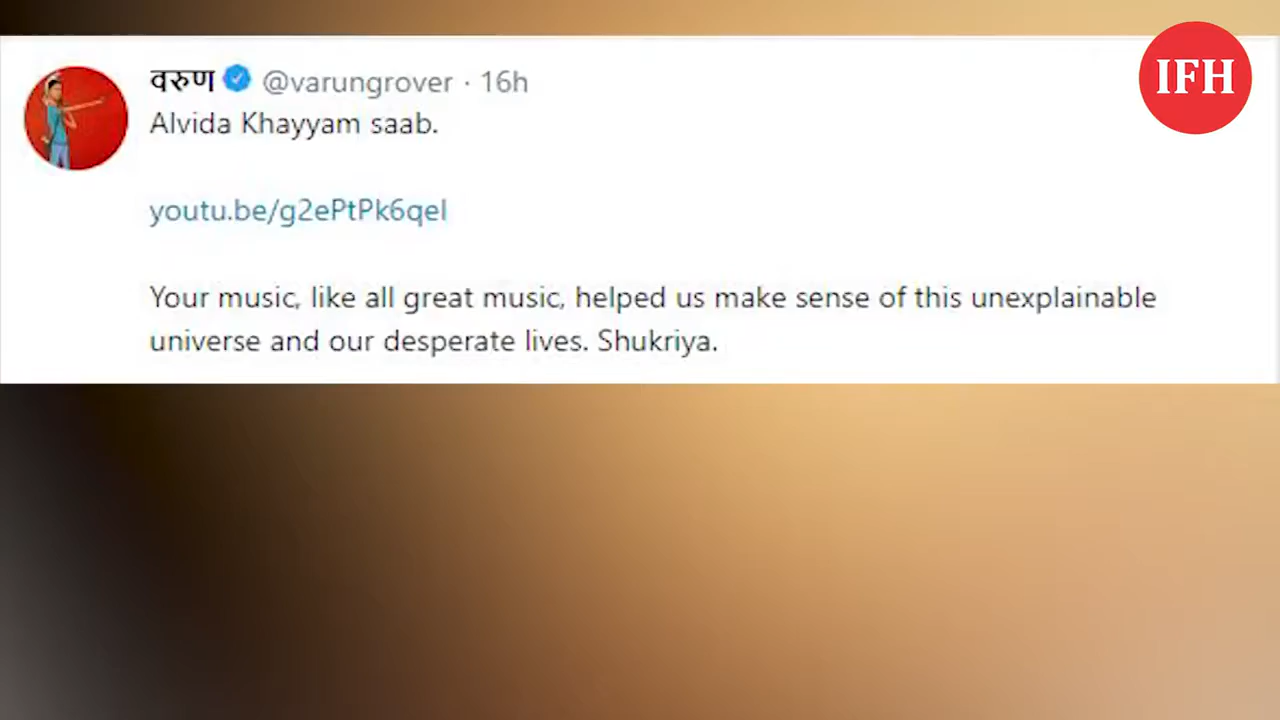 वरुण @varungrover · 16h
IFH
Alvida Khayyam saab.
youtu.be/g2ePtPk6qeI
Your music, like all great music, helped us make sense of this unexplainable
universe and our desperate lives. Shukriya.